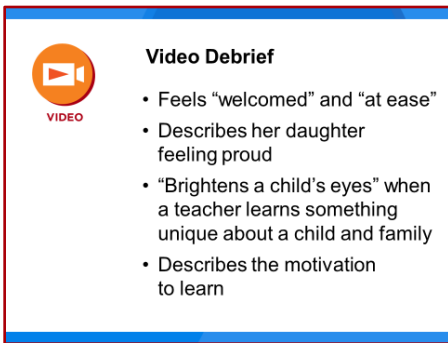 Video Debrief
VIDEO
• Feels “welcomed” and “at ease”
• Describes her daughter
feeling proud
• “Brightens a child’s eyes” when
a teacher learns something
unique about a child and family
• Describes the motivation
to learn